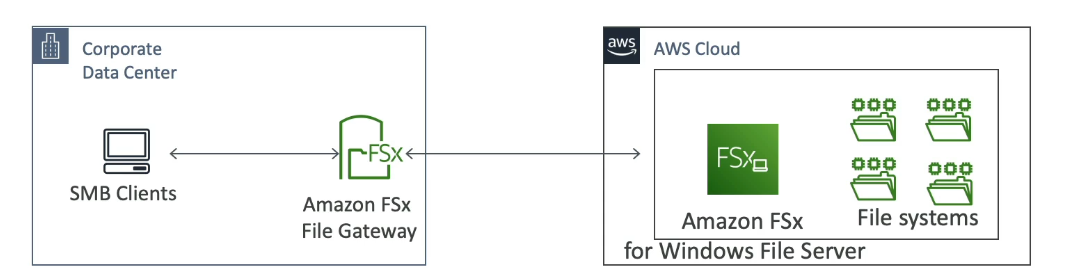 Corporate
Data Center
SMB Clients
FSx
Amazon FSx
File Gateway
aws
AWS Cloud
FSx
Amazon FSx
for Windows File Server
File systems